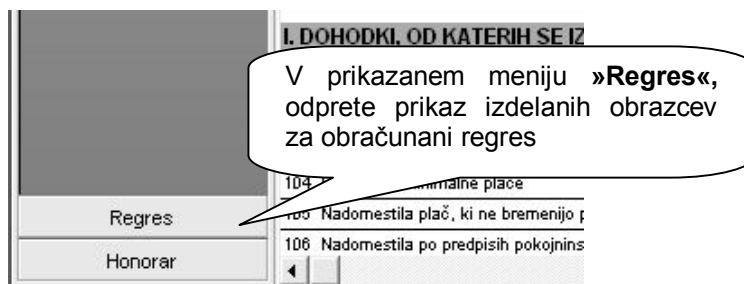 I. DOHODKI, OD KATERIH SE IZ
V prikazanem meniju »Regres«,
odprete prikaz izdelanih obrazcev
za obračunani regres
104 nimalne plače
105 Nadomestila plač, ki ne bremenijo p
106 Nadomestila po predpisih pokojnins
Regres
Honorar